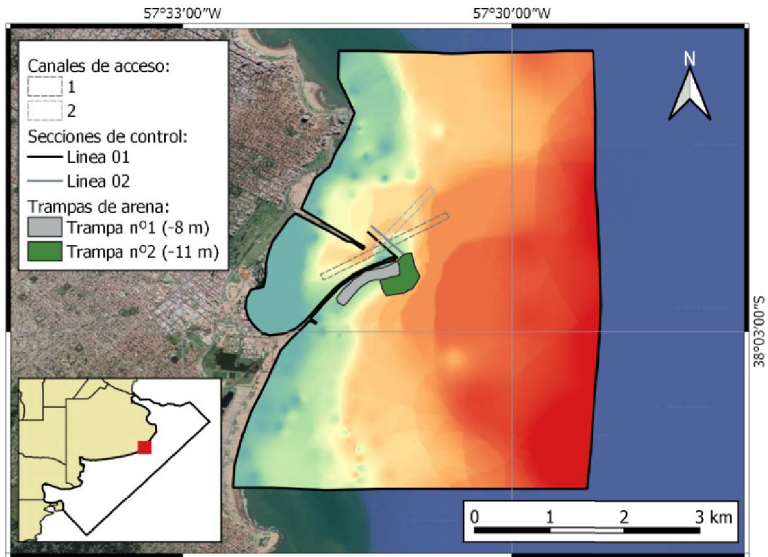 57°33'00"W
57°30'00"W
Canales de acceso:
1
2
Secciones de control:
Linea 01
Linea 02
Trampas de arena:
Trampa nº1 (-8 m)
Trampa nº2 (-11 m)
N
38°03'00"S
0
1
2
3 km